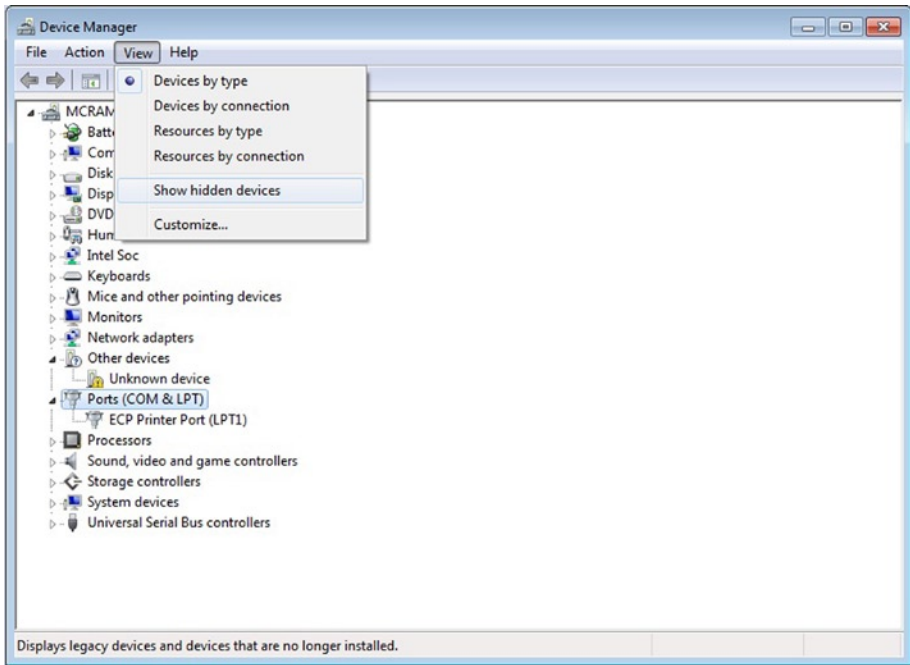 Device Manager
File Action View Help
Devices by type
Devices by connection
Resources by type
Resources by connection
Show hidden devices
Customize...
MCRAM
Batt
Com
Disk
Disp
DVD
Hum
Intel Soc
Keyboards
Mice and other pointing devices
Monitors
Network adapters
Other devices
Unknown device
Ports (COM & LPT)
ECP Printer Port (LPT1)
Processors
Sound, video and game controllers
Storage controllers
System devices
Universal Serial Bus controllers
Displays legacy devices and devices that are no longer installed.